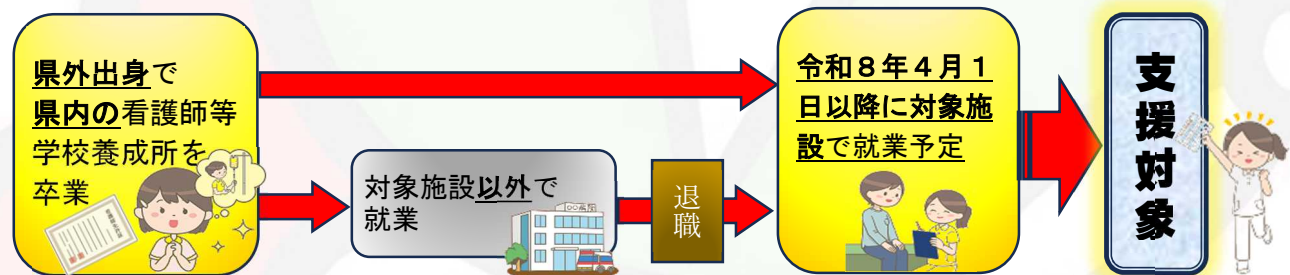 県外出身で
県内の看護師等
学校養成所を
卒業
対象施設以外で
就業
退職
令和８年４月１
日以降に対象施
設で就業予定
支援対象